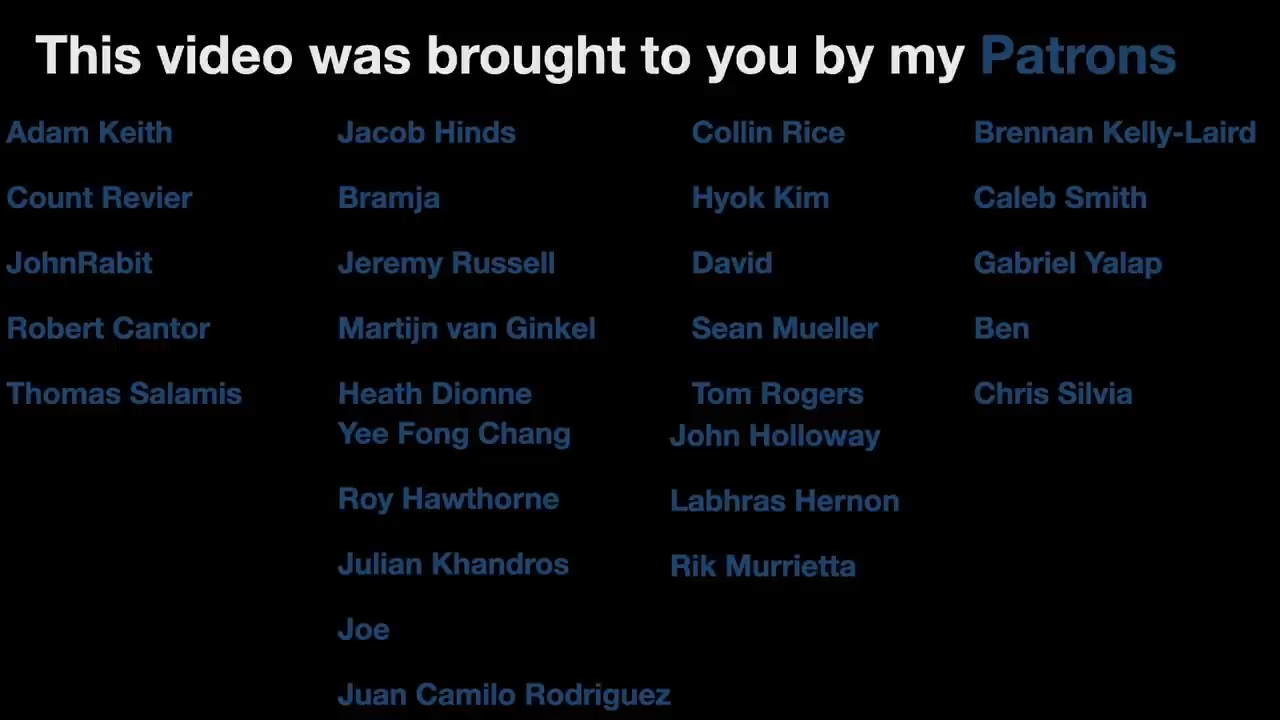 This video was brought to you by my Patrons
Adam Keith
Count Revier
JohnRabit
Robert Cantor
Thomas Salamis
Jacob Hinds
Bramja
Jeremy Russell
Martijn van Ginkel
Heath Dionne
Yee Fong Chang
Roy Hawthorne
Julian Khandros
Joe
Juan Camilo Rodriguez
Collin Rice
Hyok Kim
David
Sean Mueller
Tom Rogers
John Holloway
Labhras Hernon
Rik Murrietta
Brennan Kelly-Laird
Caleb Smith
Gabriel Yalap
Ben
Chris Silvia